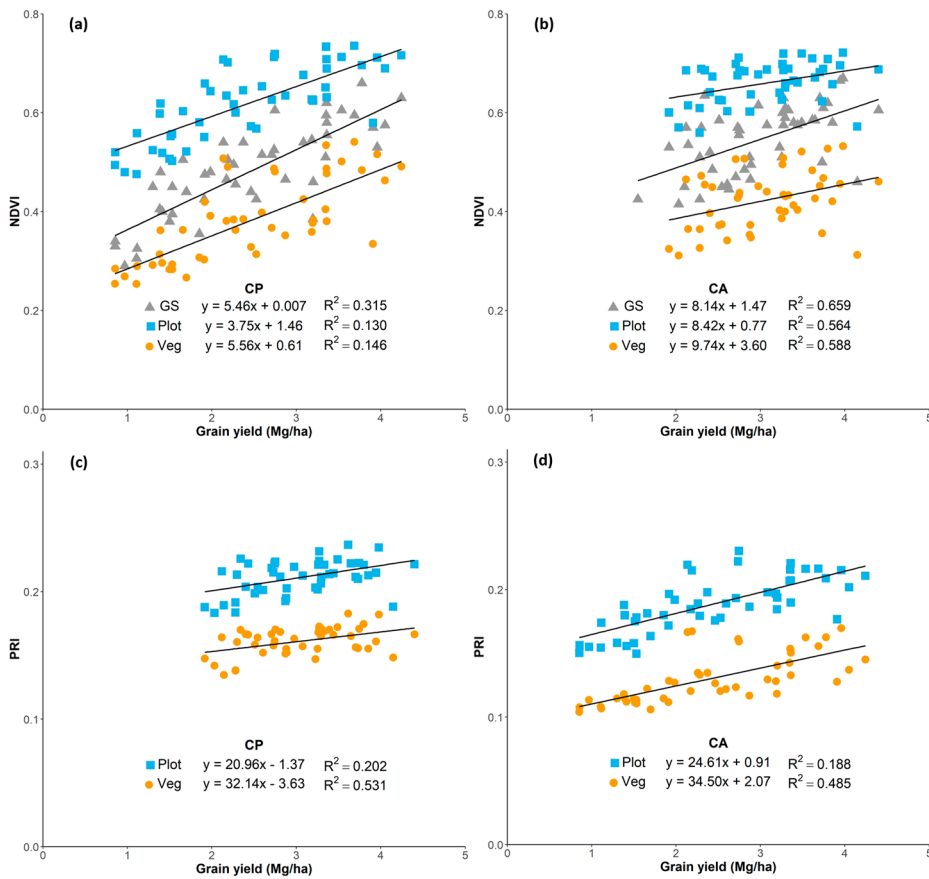 (a)
0.8
0.6
0.4
0.2
0.0
NDVI
CP
GS y = 5.46x + 0.007 R² = 0.315
Plot y = 3.75x + 1.46 R² = 0.130
Veg y = 5.56x + 0.61 R² = 0.146
0 1 2 3 4 5
Grain yield (Mg/ha)
(b)
0.8
0.6
0.4
0.2
0.0
NDVI
CA
GS y = 8.14x + 1.47 R² = 0.659
Plot y = 8.42x + 0.77 R² = 0.564
Veg y = 9.74x + 3.60 R² = 0.588
0 1 2 3 4 5
Grain yield (Mg/ha)
(c)
0.3
0.2
0.1
0.0
PRI
CP
Plot y = 20.96x - 1.37 R² = 0.202
Veg y = 32.14x - 3.63 R² = 0.531
0 1 2 3 4 5
Grain yield (Mg/ha)
(d)
0.3
0.2
0.1
0.0
PRI
CA
Plot y = 24.61x + 0.91 R² = 0.188
Veg y = 34.50x + 2.07 R² = 0.485
0 1 2 3 4 5
Grain yield (Mg/ha)